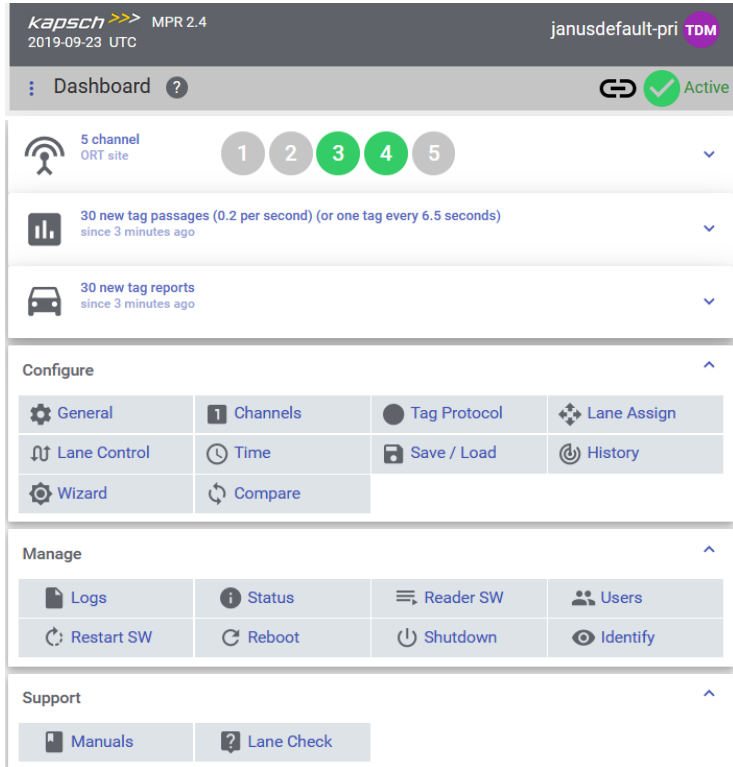 kapsch >>> MPR 2.4
2019-09-23 UTC
janusdefault-pri TDM
Dashboard ?
Active
5 channel
ORT site
1 2 3 4 5
30 new tag passages (0.2 per second) (or one tag every 6.5 seconds)
since 3 minutes ago
30 new tag reports
since 3 minutes ago
Configure
General 1 Channels Tag Protocol Lane Assign
Lane Control Time Save / Load History
Wizard Compare
Manage
Logs Status Reader SW Users
Restart SW Reboot Shutdown Identify
Support
Manuals ? Lane Check